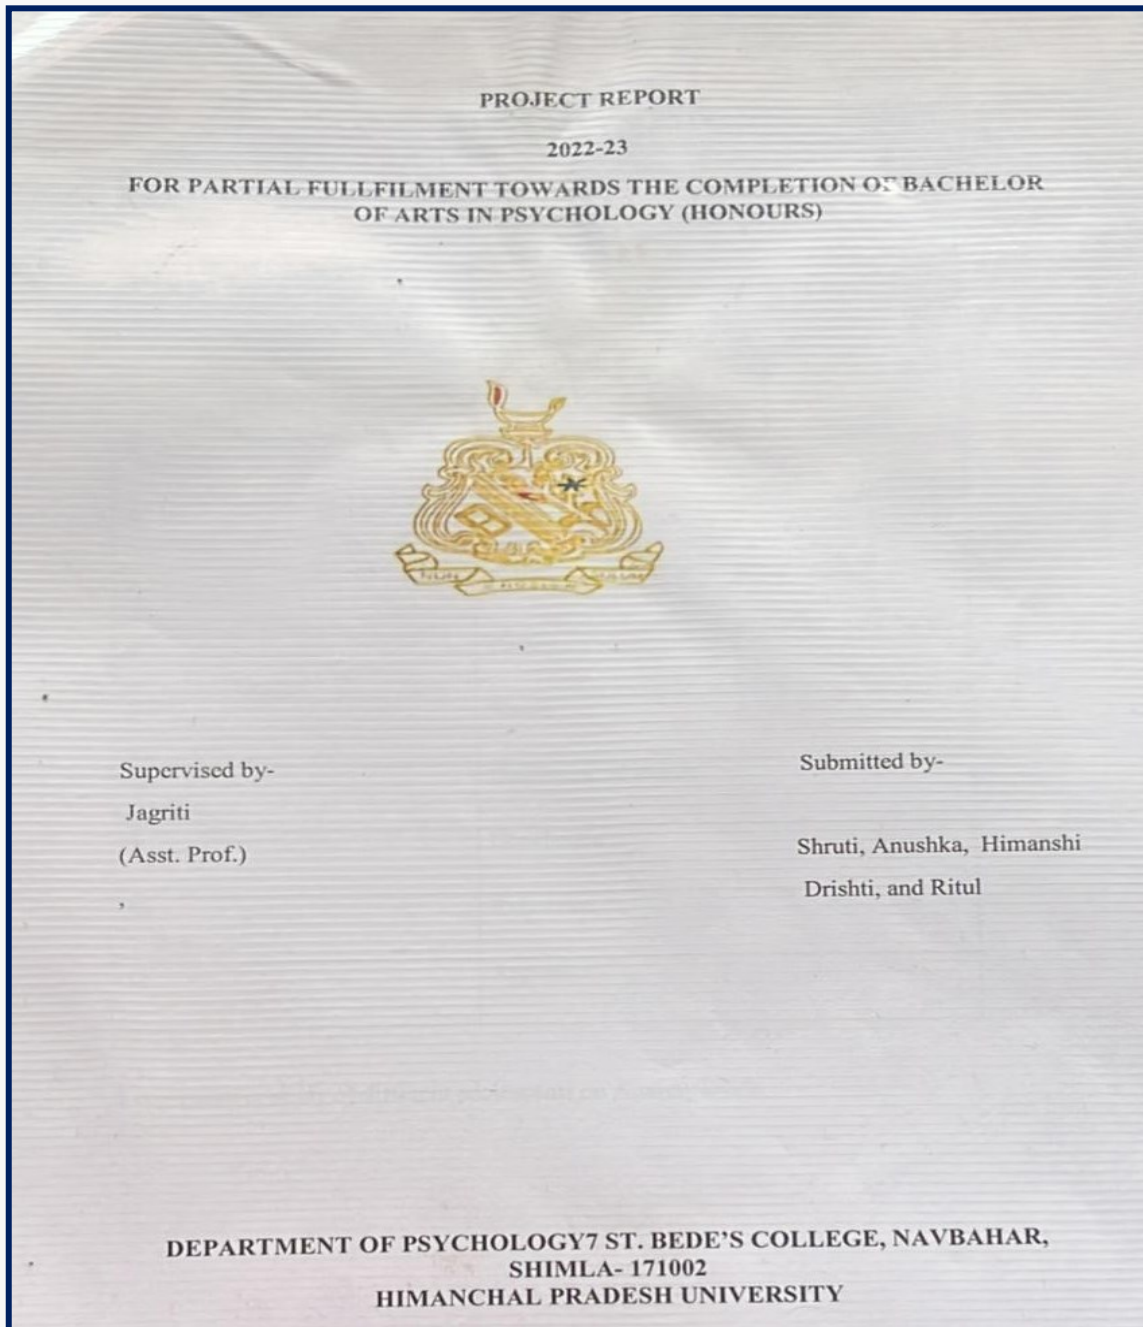 PROJECT REPORT
2022-23
FOR PARTIAL FULLFILMENT TOWARDS THE COMPLETION OF BACHELOR
OF ARTS IN PSYCHOLOGY (HONOURS)
Supervised by-
Jagriti
(Asst. Prof.)
,
Submitted by-
Shruti, Anushka, Himanshi
Drishti, and Ritul
DEPARTMENT OF PSYCHOLOGY7 ST. BEDE'S COLLEGE, NAVBAHAR,
SHIMLA- 171002
HIMANCHAL PRADESH UNIVERSITY